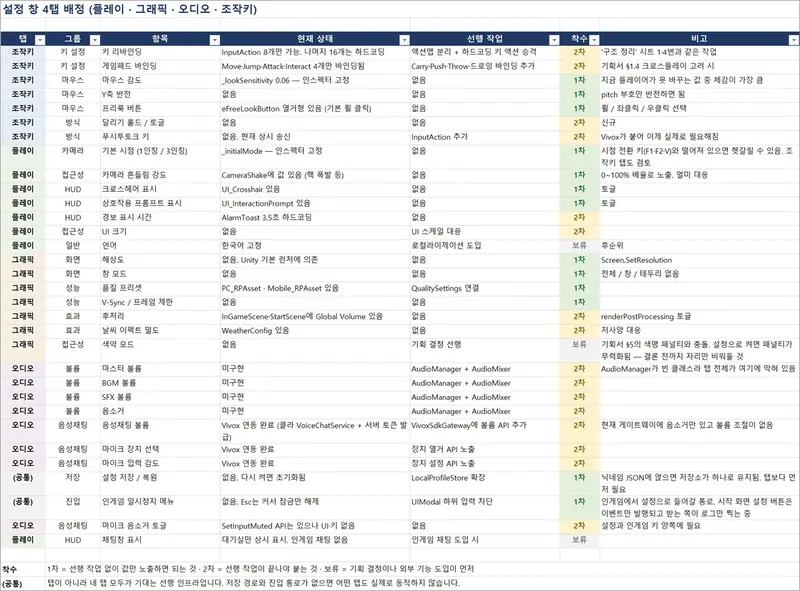 설정 창 4탭 배정 (플레이 · 그래픽 · 오디오 · 조작키)
탭 그룹 항목 현재 상태 선행 작업 착수 비고
조작키 키 설정 키 리바인딩 InputAction 8개만 가능. 나머지 16개는 하드코딩 액션맵 분리 + 하드코딩 키 액션 승격 2차 '구조 정리' 시트 1-4번과 같은 작업
조작키 키 설정 게임패드 바인딩 Move·Jump·Attack·Interact 4개만 바인딩됨 Carry·Push·Throw·드로잉 바인딩 추가 2차 기획서 §1.4 크로스플레이 고려 시
조작키 마우스 마우스 감도 _lookSensitivity 0.06 — 인스펙터 고정 없음 1차 지금 플레이어가 못 바꾸는 값 중 체감이 가장 큼
조작키 마우스 Y축 반전 없음 없음 1차 pitch 부호만 반전하면 됨
조작키 마우스 프리룩 버튼 eFreeLookButton 열거형 있음 (기본 휠 클릭) 없음 1차 휠 / 좌클릭 / 우클릭 선택
조작키 방식 달리기 홀드 / 토글 없음 없음 2차 신규
조작키 방식 푸시투토크 키 없음. 현재 상시 송신 InputAction 추가 2차 Vivox가 붙어 이제 실제로 필요해짐
플레이 카메라 기본 시점 (1인칭 / 3인칭) _initialMode — 인스펙터 고정 없음 1차 시점 전환 키(F1·F2·V)와 떨어져 있으면 헷갈릴 수 있음. 조
작키 탭도 검토
플레이 접근성 카메라 흔들림 강도 CameraShake에 값 있음 (핵 폭발 등) 없음 1차 0~100% 배율로 노출. 멀미 대응
플레이 HUD 크로스헤어 표시 UI_Crosshair 있음 없음 1차 토글
플레이 HUD 상호작용 프롬프트 표시 UI_InteractionPrompt 있음 없음 1차 토글
플레이 HUD 경보 표시 시간 AlarmToast 3.5초 하드코딩 없음 2차
플레이 접근성 UI 크기 없음 UI 스케일 대응 2차
플레이 일반 언어 한국어 고정 로컬라이제이션 도입 보류 후순위
그래픽 화면 해상도 없음. Unity 기본 런처에 의존 없음 1차 Screen.SetResolution
그래픽 화면 창 모드 없음 없음 1차 전체 / 창 / 테두리 없음
그래픽 성능 품질 프리셋 PC_RPAsset · Mobile_RPAsset 있음 QualitySettings 연결 1차
그래픽 성능 V-Sync / 프레임 제한 없음 없음 1차
그래픽 효과 후처리 InGameScene·StartScene에 Global Volume 있음 없음 2차 renderPostProcessing 토글
그래픽 효과 날씨 이펙트 밀도 WeatherConfig 있음 없음 2차 저사양 대응
그래픽 접근성 색약 모드 없음 기획 결정 선행 보류 기획서 §5의 색명 패널티와 충돌. 설정으로 켜면 패널티가
무력화됨 — 결론 전까지 자리만 비워둘 것
오디오 볼륨 마스터 볼륨 미구현 AudioManager + AudioMixer 2차 AudioManager가 빈 클래스라 탭 전체가 여기에 막혀 있음
오디오 볼륨 BGM 볼륨 미구현 AudioManager + AudioMixer 2차
오디오 볼륨 SFX 볼륨 미구현 AudioManager + AudioMixer 2차
오디오 볼륨 음소거 미구현 AudioManager + AudioMixer 2차
오디오 음성채팅 음성채팅 볼륨 Vivox 연동 완료 (클라 VoiceChatService + 서버 토큰 발 VivoxSdkGateway에 볼륨 API 추가 2차 현재 게이트웨이에 음소거만 있고 볼륨 조절이 없음
급)
오디오 음성채팅 마이크 장치 선택 Vivox 연동 완료 장치 열거 API 노출 2차
오디오 음성채팅 마이크 입력 감도 Vivox 연동 완료 장치 설정 API 노출 2차
(공통) 저장 설정 저장 / 복원 없음. 다시 켜면 초기화됨 LocalProfileStore 확장 1차 닉네임 JSON에 얹으면 저장소가 하나로 유지됨. 탭보다 먼
저 필요
(공통) 진입 인게임 일시정지 메뉴 없음. Esc는 커서 잠금만 해제 UIModal 하위 입력 차단 1차 인게임에서 설정으로 들어갈 통로. 시작 화면 설정 버튼은
이벤트만 발행되고 받는 쪽이 로그만 찍는 중
오디오 음성채팅 마이크 음소거 토글 SetInputMuted API는 있으나 UI·키 없음 없음 2차 설정과 인게임 키 양쪽에 필요
플레이 HUD 채팅창 표시 대기실만 상시 표시. 인게임 채팅 없음 인게임 채팅 도입 시 보류
착수 1차 = 선행 작업 없이 값만 노출하면 되는 것 · 2차 = 선행 작업이 끝나야 붙는 것 · 보류 = 기획 결정이나 외부 기능 도입이 먼저
(공통) 탭이 아니라 네 탭 모두가 기대는 선행 인프라입니다. 저장 경로와 진입 통로가 없으면 어떤 탭도 실제로 동작하지 않습니다.